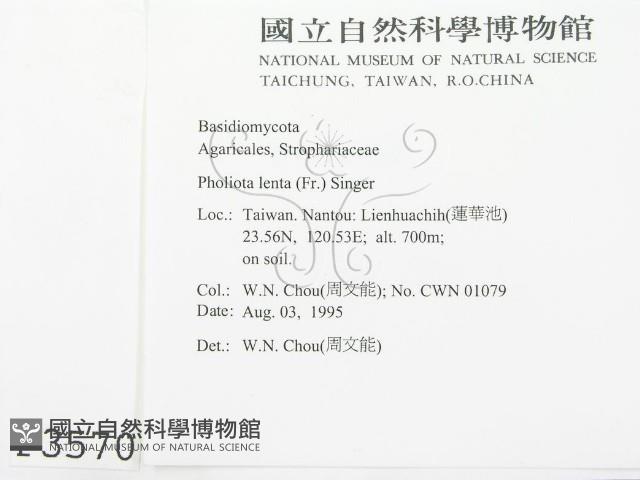 國立自然科學博物館
NATIONAL MUSEUM OF NATURAL SCIENCE
TAICHUNG, TAIWAN, R.O.CHINA
Basidiomycota
Agaricales, Strophariaceae
Pholiota lenta (Fr.) Singer
Loc.: Taiwan. Nantou: Lienhuachih(蓮華池)
23.56N, 120.53E; alt. 700m;
on soil.
Col.: W.N. Chou(周文能); No. CWN 01079
Date: Aug. 03, 1995
Det.: W.N. Chou(周文能)
國立自然科學博物館
NATIONAL MUSEUM OF NATURAL SCIENCE
3570